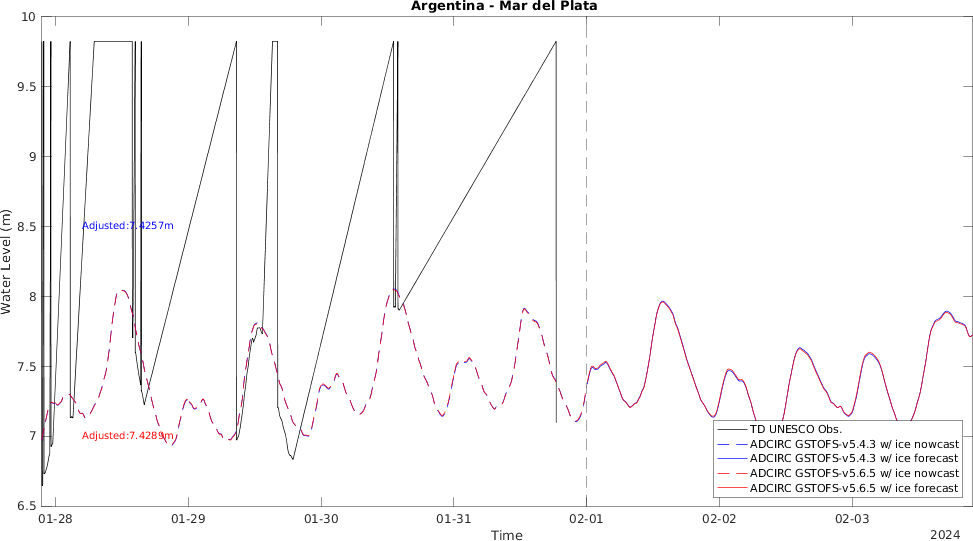 Argentina - Mar del Plata
10
9.5
9
8.5
8
7.5
7
6.5
Water Level (m)
Adjusted:7.4257m
Adjusted:7.4289m
TD UNESCO Obs.
ADCIRC GSTOFS-v5.4.3 w/ ice nowcast
ADCIRC GSTOFS-v5.4.3 w/ ice forecast
ADCIRC GSTOFS-v5.6.5 w/ ice nowcast
ADCIRC GSTOFS-v5.6.5 w/ ice forecast
01-28 01-29 01-30 01-31 02-01 02-02 02-03
Time
2024